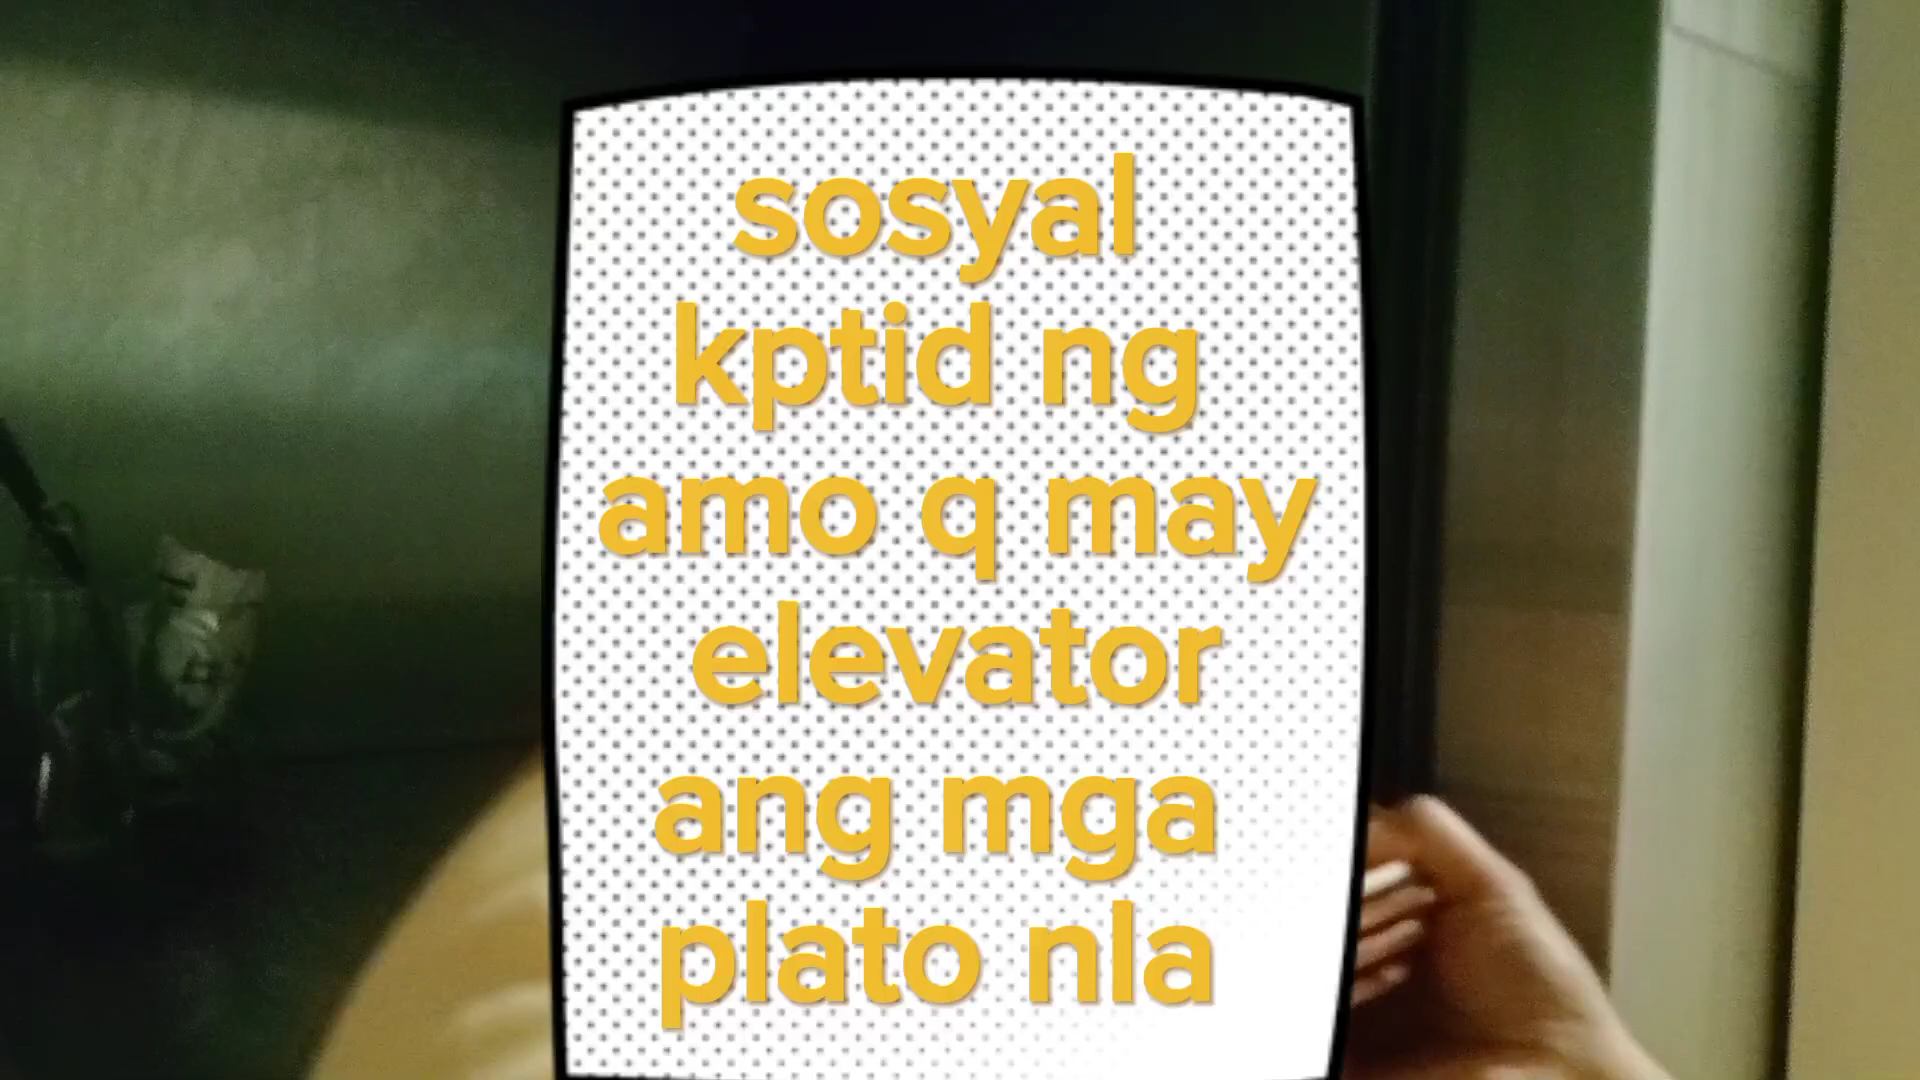 sosyal
kptid ng
amo q may
elevator
ang mga
plato nla